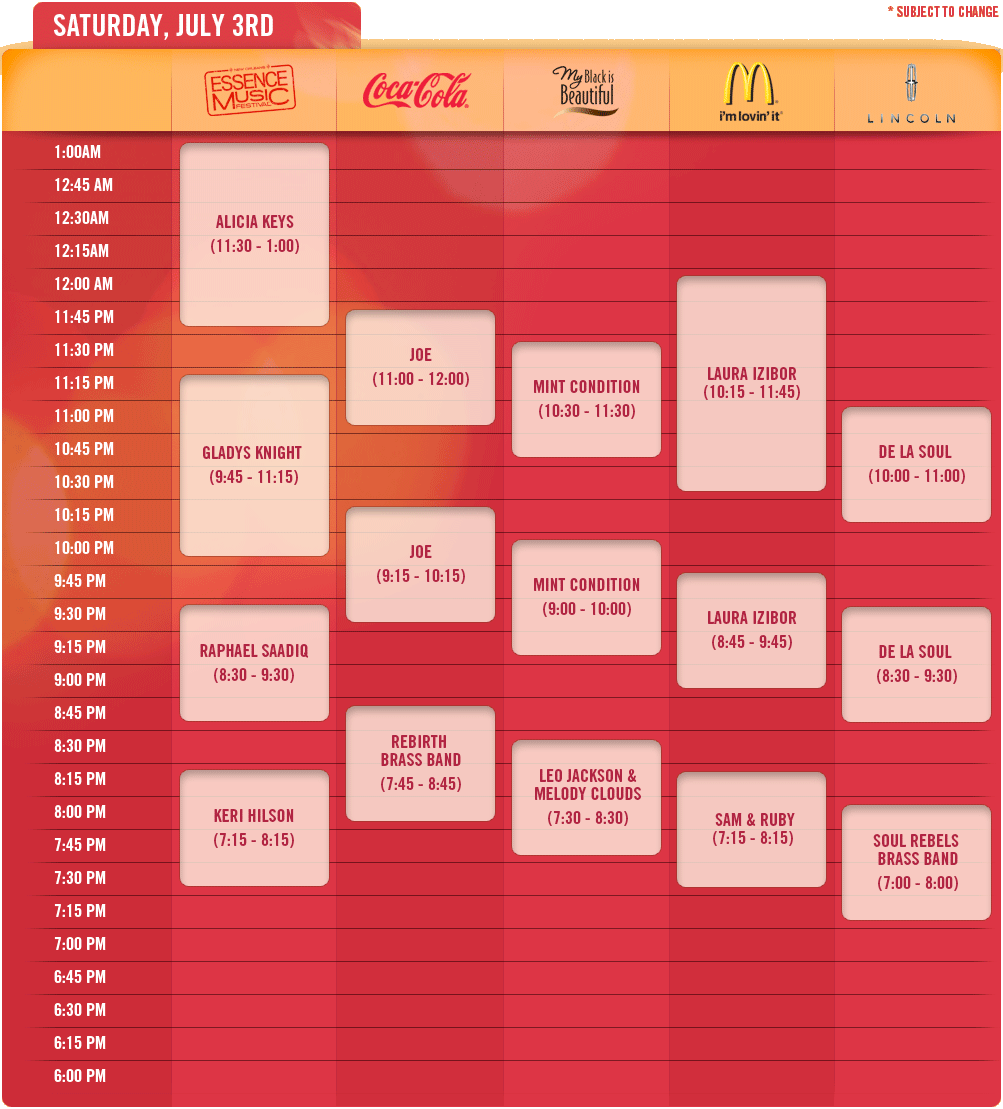 SATURDAY, JULY 3RD
* SUBJECT TO CHANGE
ESSENCE
MUSIC
FESTIVAL
Coca-Cola
My Black is
Beautiful
i'm lovin' it
LINCOLN
1:00AM
12:45 AM
12:30AM
12:15AM
12:00 AM
11:45 PM
11:30 PM
11:15 PM
11:00 PM
10:45 PM
10:30 PM
10:15 PM
10:00 PM
9:45 PM
9:30 PM
9:15 PM
9:00 PM
8:45 PM
8:30 PM
8:15 PM
8:00 PM
7:45 PM
7:30 PM
7:15 PM
7:00 PM
6:45 PM
6:30 PM
6:15 PM
6:00 PM
ALICIA KEYS
(11:30 - 1:00)
GLADYS KNIGHT
(9:45 - 11:15)
RAPHAEL SAADIQ
(8:30 - 9:30)
KERI HILSON
(7:15 - 8:15)
JOE
(11:00 - 12:00)
JOE
(9:15 - 10:15)
REBIRTH
BRASS BAND
(7:45 - 8:45)
MINT CONDITION
(10:30 - 11:30)
MINT CONDITION
(9:00 - 10:00)
LEO JACKSON &
MELODY CLOUDS
(7:30 - 8:30)
LAURA IZIBOR
(10:15 - 11:45)
LAURA IZIBOR
(8:45 - 9:45)
SAM & RUBY
(7:15 - 8:15)
DE LA SOUL
(10:00 - 11:00)
DE LA SOUL
(8:30 - 9:30)
SOUL REBELS
BRASS BAND
(7:00 - 8:00)